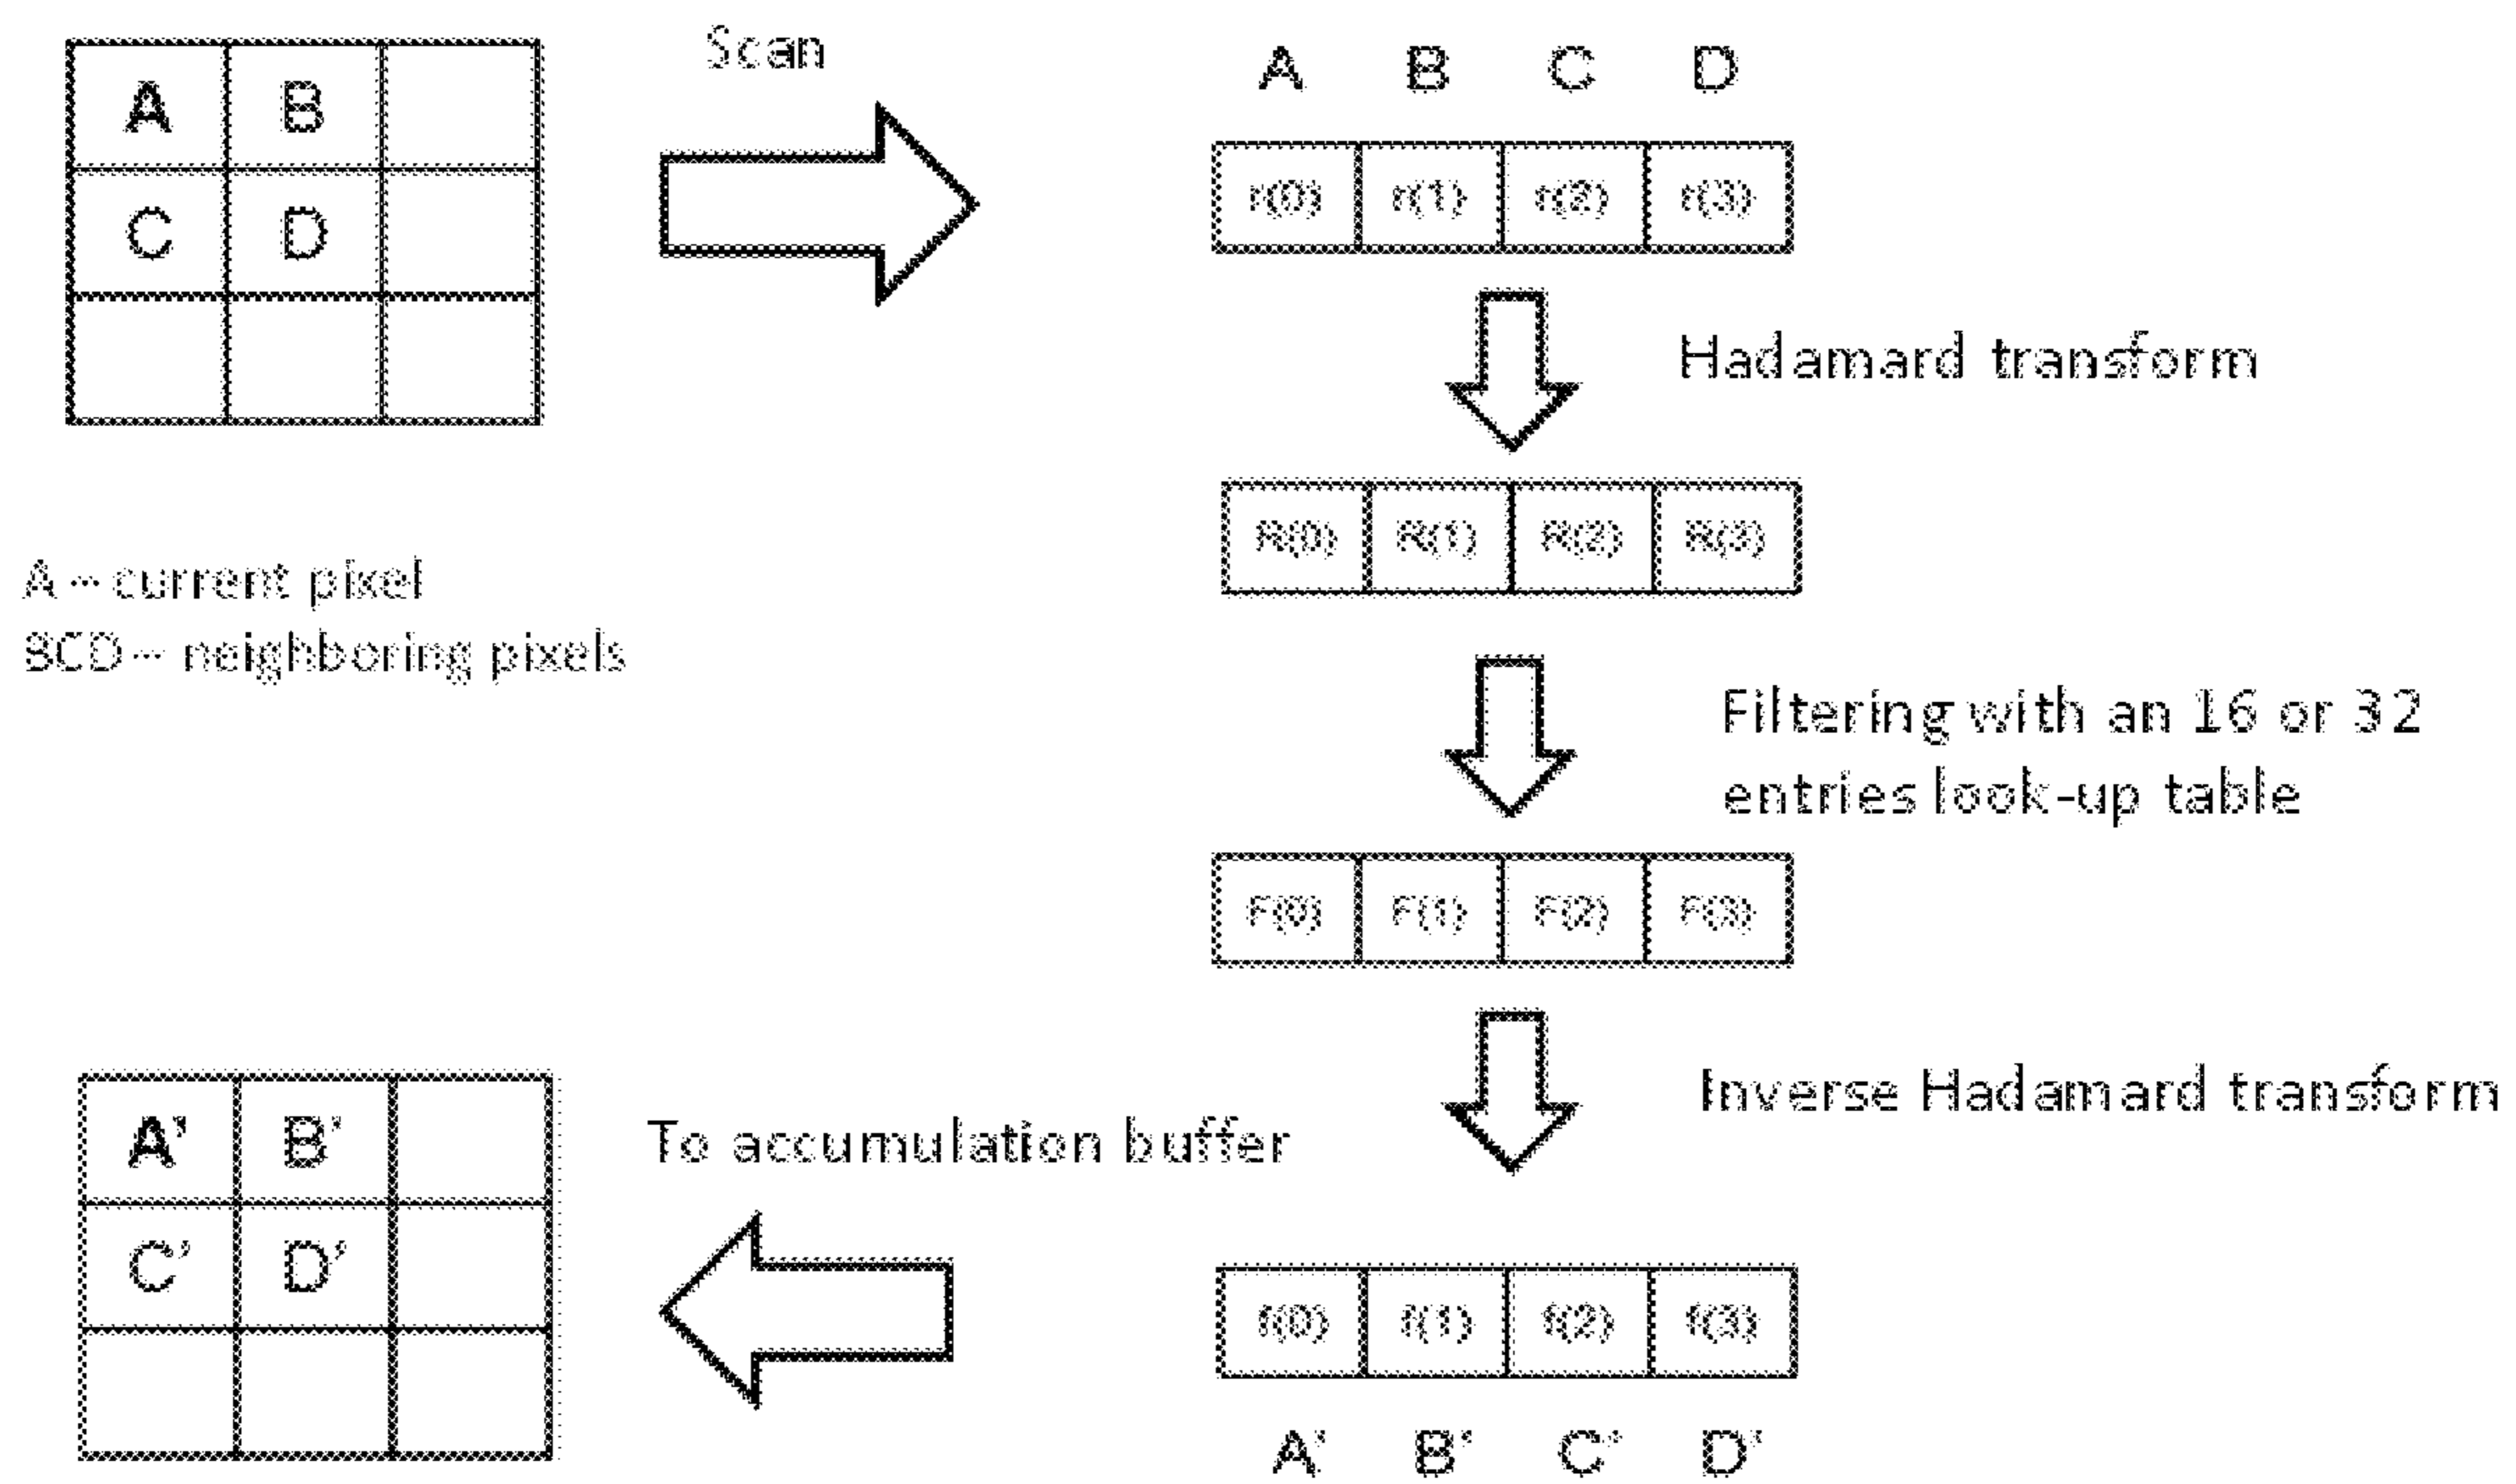 Scan
A B C D
A B
C D
r(0) r(1) r(2) r(3)
Hadamard transform
R(0) R(1) R(2) R(3)
A -- current pixel
BCD -- neighboring pixels
Filtering with an 16 or 32
entries look-up table
F(0) F(1) F(2) F(3)
Inverse Hadamard transform
A' B'
C' D'
To accumulation buffer
f(0) f(1) f(2) f(3)
A' B' C' D'